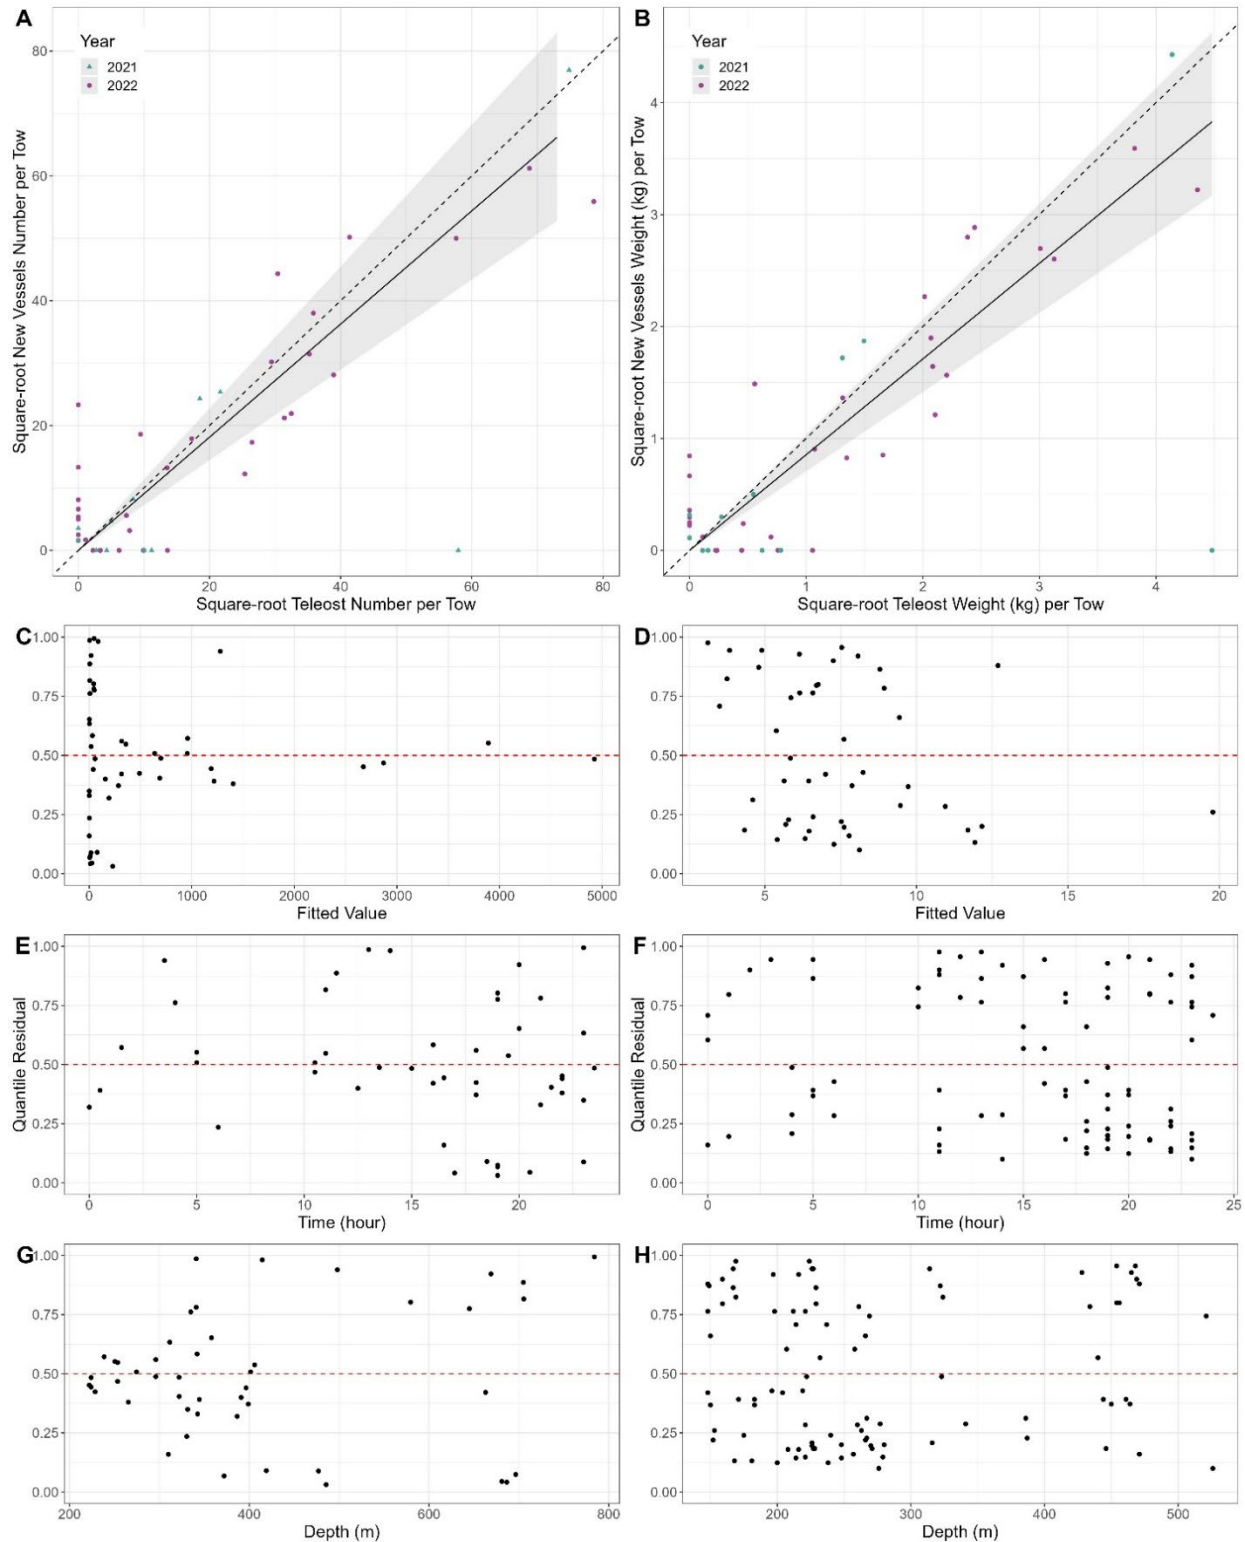 A
Year
2021
2022
80
60
40
20
0
0 20 40 60 80
Square-root New Vessels Number per Tow
Square-root Teleost Number per Tow
B
Year
2021
2022
4
3
2
1
0
0 1 2 3 4
Square-root New Vessels Weight (kg) per Tow
Square-root Teleost Weight (kg) per Tow
C
1.00
0.75
0.50
0.25
0.00
0 1000 2000 3000 4000 5000
Fitted Value
D
1.00
0.75
0.50
0.25
0.00
5 10 15 20
Fitted Value
E
1.00
0.75
0.50
0.25
0.00
0 5 10 15 20
Quantile Residual
Time (hour)
F
1.00
0.75
0.50
0.25
0.00
0 5 10 15 20 25
Quantile Residual
Time (hour)
G
1.00
0.75
0.50
0.25
0.00
200 400 600 800
Depth (m)
H
1.00
0.75
0.50
0.25
0.00
200 300 400 500
Depth (m)